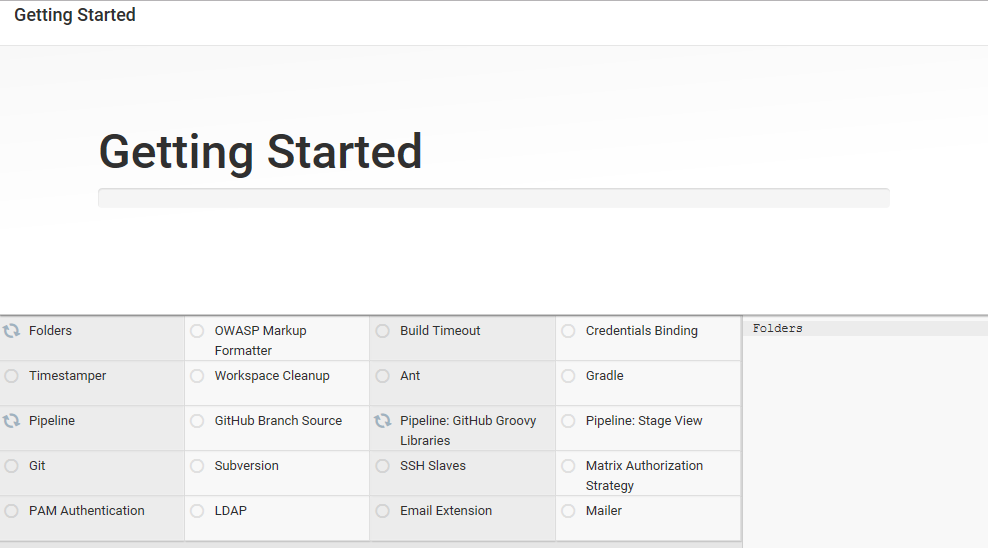 Getting Started
Getting Started
Folders
OWASP Markup
Formatter
Build Timeout
Credentials Binding
Folders
Timestamper
Workspace Cleanup
Ant
Gradle
Pipeline
GitHub Branch Source
Pipeline: GitHub Groovy
Libraries
Pipeline: Stage View
Git
Subversion
SSH Slaves
Matrix Authorization
Strategy
PAM Authentication
LDAP
Email Extension
Mailer